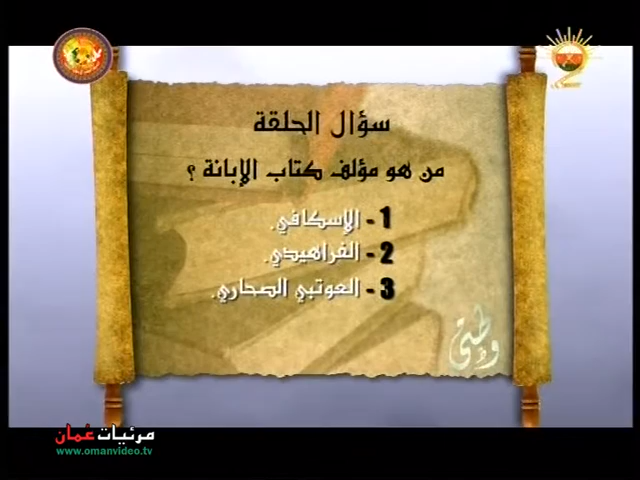 سؤال الحلقة
من هو مؤلف كتاب الإبانة ؟
1 - الإسكافي.
2 - الفراهيدي.
3 - العوتبي الصحاري.
وطني
مرئيات عُمان
www.omanvideo.tv